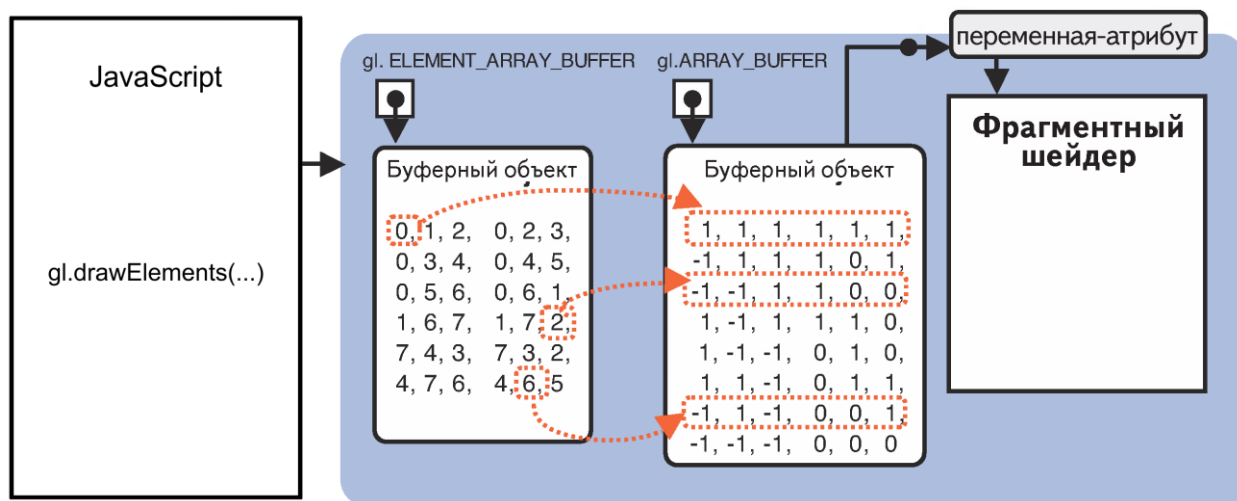 JavaScript
gl.drawElements(...)
gl. ELEMENT_ARRAY_BUFFER
gl.ARRAY_BUFFER
переменная-атрибут
Буферный объект
0, 1, 2, 0, 2, 3,
0, 3, 4, 0, 4, 5,
0, 5, 6, 0, 6, 1,
1, 6, 7, 1, 7, 2,
7, 4, 3, 7, 3, 2,
4, 7, 6, 4, 6, 5
Буферный объект
1, 1, 1, 1, 1, 1,
-1, 1, 1, 1, 0, 1,
-1, -1, 1, 1, 0, 0,
1, -1, 1, 1, 1, 0,
1, -1, -1, 0, 1, 0,
1, 1, -1, 0, 1, 1,
-1, 1, -1, 0, 0, 1,
-1, -1, -1, 0, 0, 0
Фрагментный
шейдер